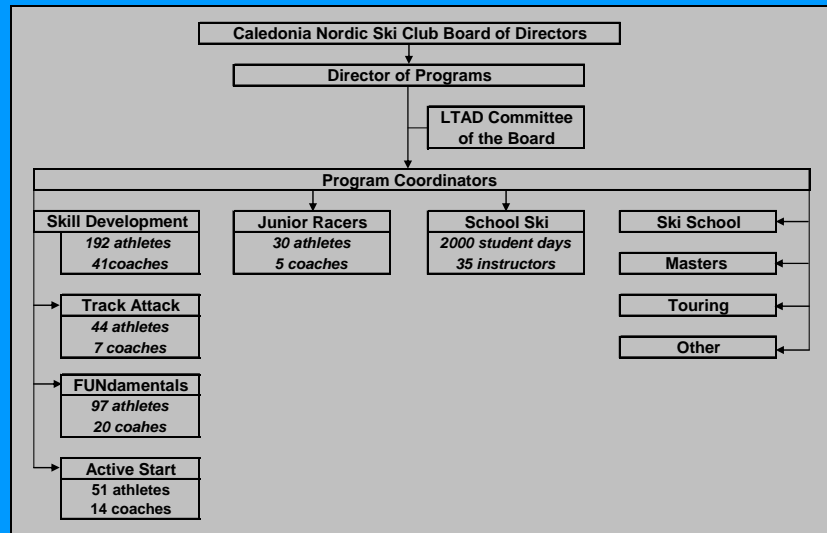 Caledonia Nordic Ski Club Board of Directors
Director of Programs
LTAD Committee
of the Board
Program Coordinators
Skill Development
192 athletes
41coaches
Junior Racers
30 athletes
5 coaches
School Ski
2000 student days
35 instructors
Ski School
Masters
Touring
Other
Track Attack
44 athletes
7 coaches
FUNdamentals
97 athletes
20 coahes
Active Start
51 athletes
14 coaches